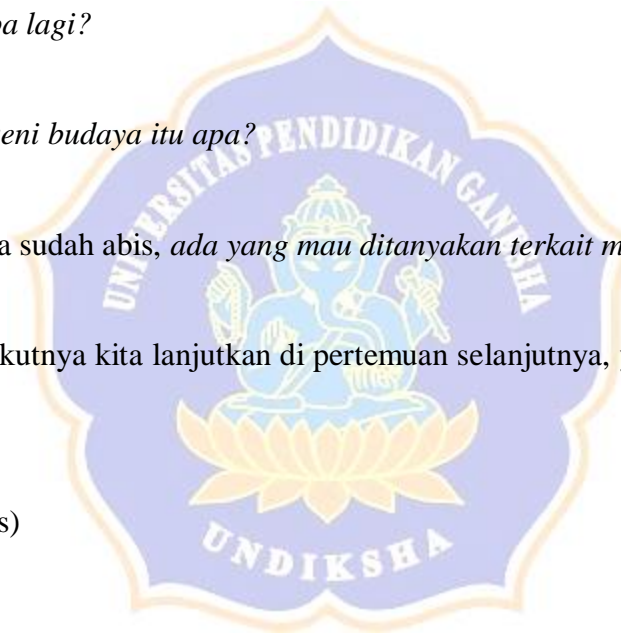 pa lagi?
eni budaya itu apa?
UNIVERSITAS PENDIDIKAN GANESHA
a sudah abis, ada yang mau ditanyakan terkait m
kutnya kita lanjutkan di pertemuan selanjutnya,
s)
UNDIKSHA